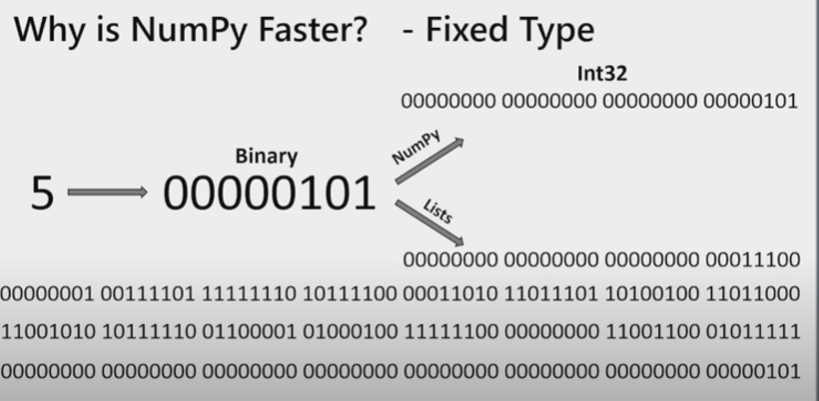 Why is NumPy Faster? - Fixed Type
Int32
00000000 00000000 00000000 00000101
NumPy
Binary
5 00000101
Lists
00000000 00000000 00000000 00011100
00000001 00111101 11111110 10111100 00011010 11011101 10100100 11011000
11001010 10111110 01100001 01000100 11111100 00000000 11001100 01011111
00000000 00000000 00000000 00000000 00000000 00000000 00000000 00000101